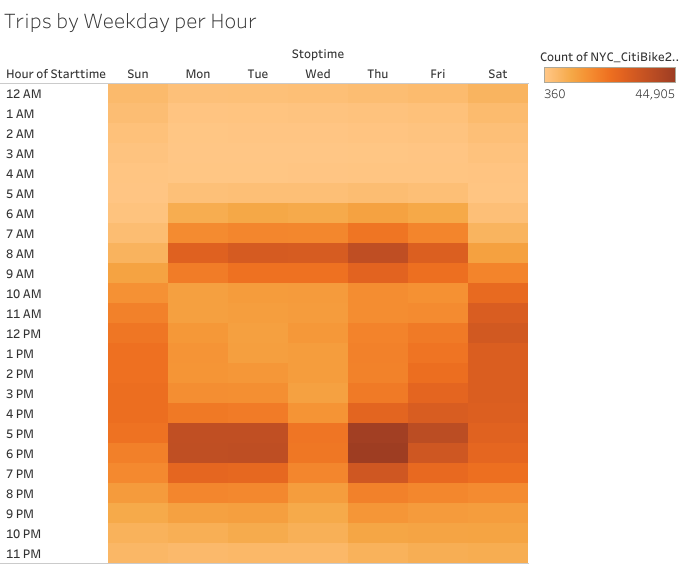 Trips by Weekday per Hour
Stoptime
Hour of Starttime Sun Mon Tue Wed Thu Fri Sat
12 AM
1 AM
2 AM
3 AM
4 AM
5 AM
6 AM
7 AM
8 AM
9 AM
10 AM
11 AM
12 PM
1 PM
2 PM
3 PM
4 PM
5 PM
6 PM
7 PM
8 PM
9 PM
10 PM
11 PM
Count of NYC_CitiBike2..
360 44,905